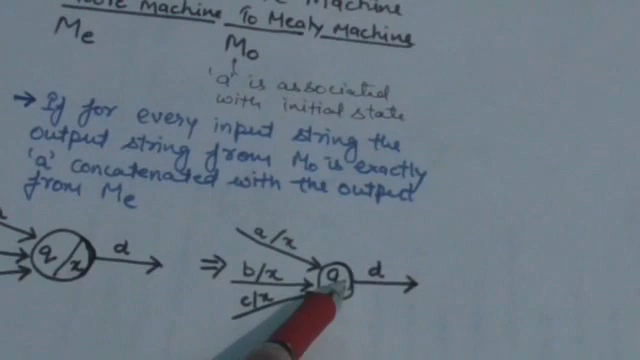 Machine
Moore Machine To Mealy Machine
Me Mo
'a' is associated
with initial state
→ If for every input string the
output string from Mo is exactly
'a' concatenated with the output
from Me
q/x d ⇒ a/x b/x c/x q d